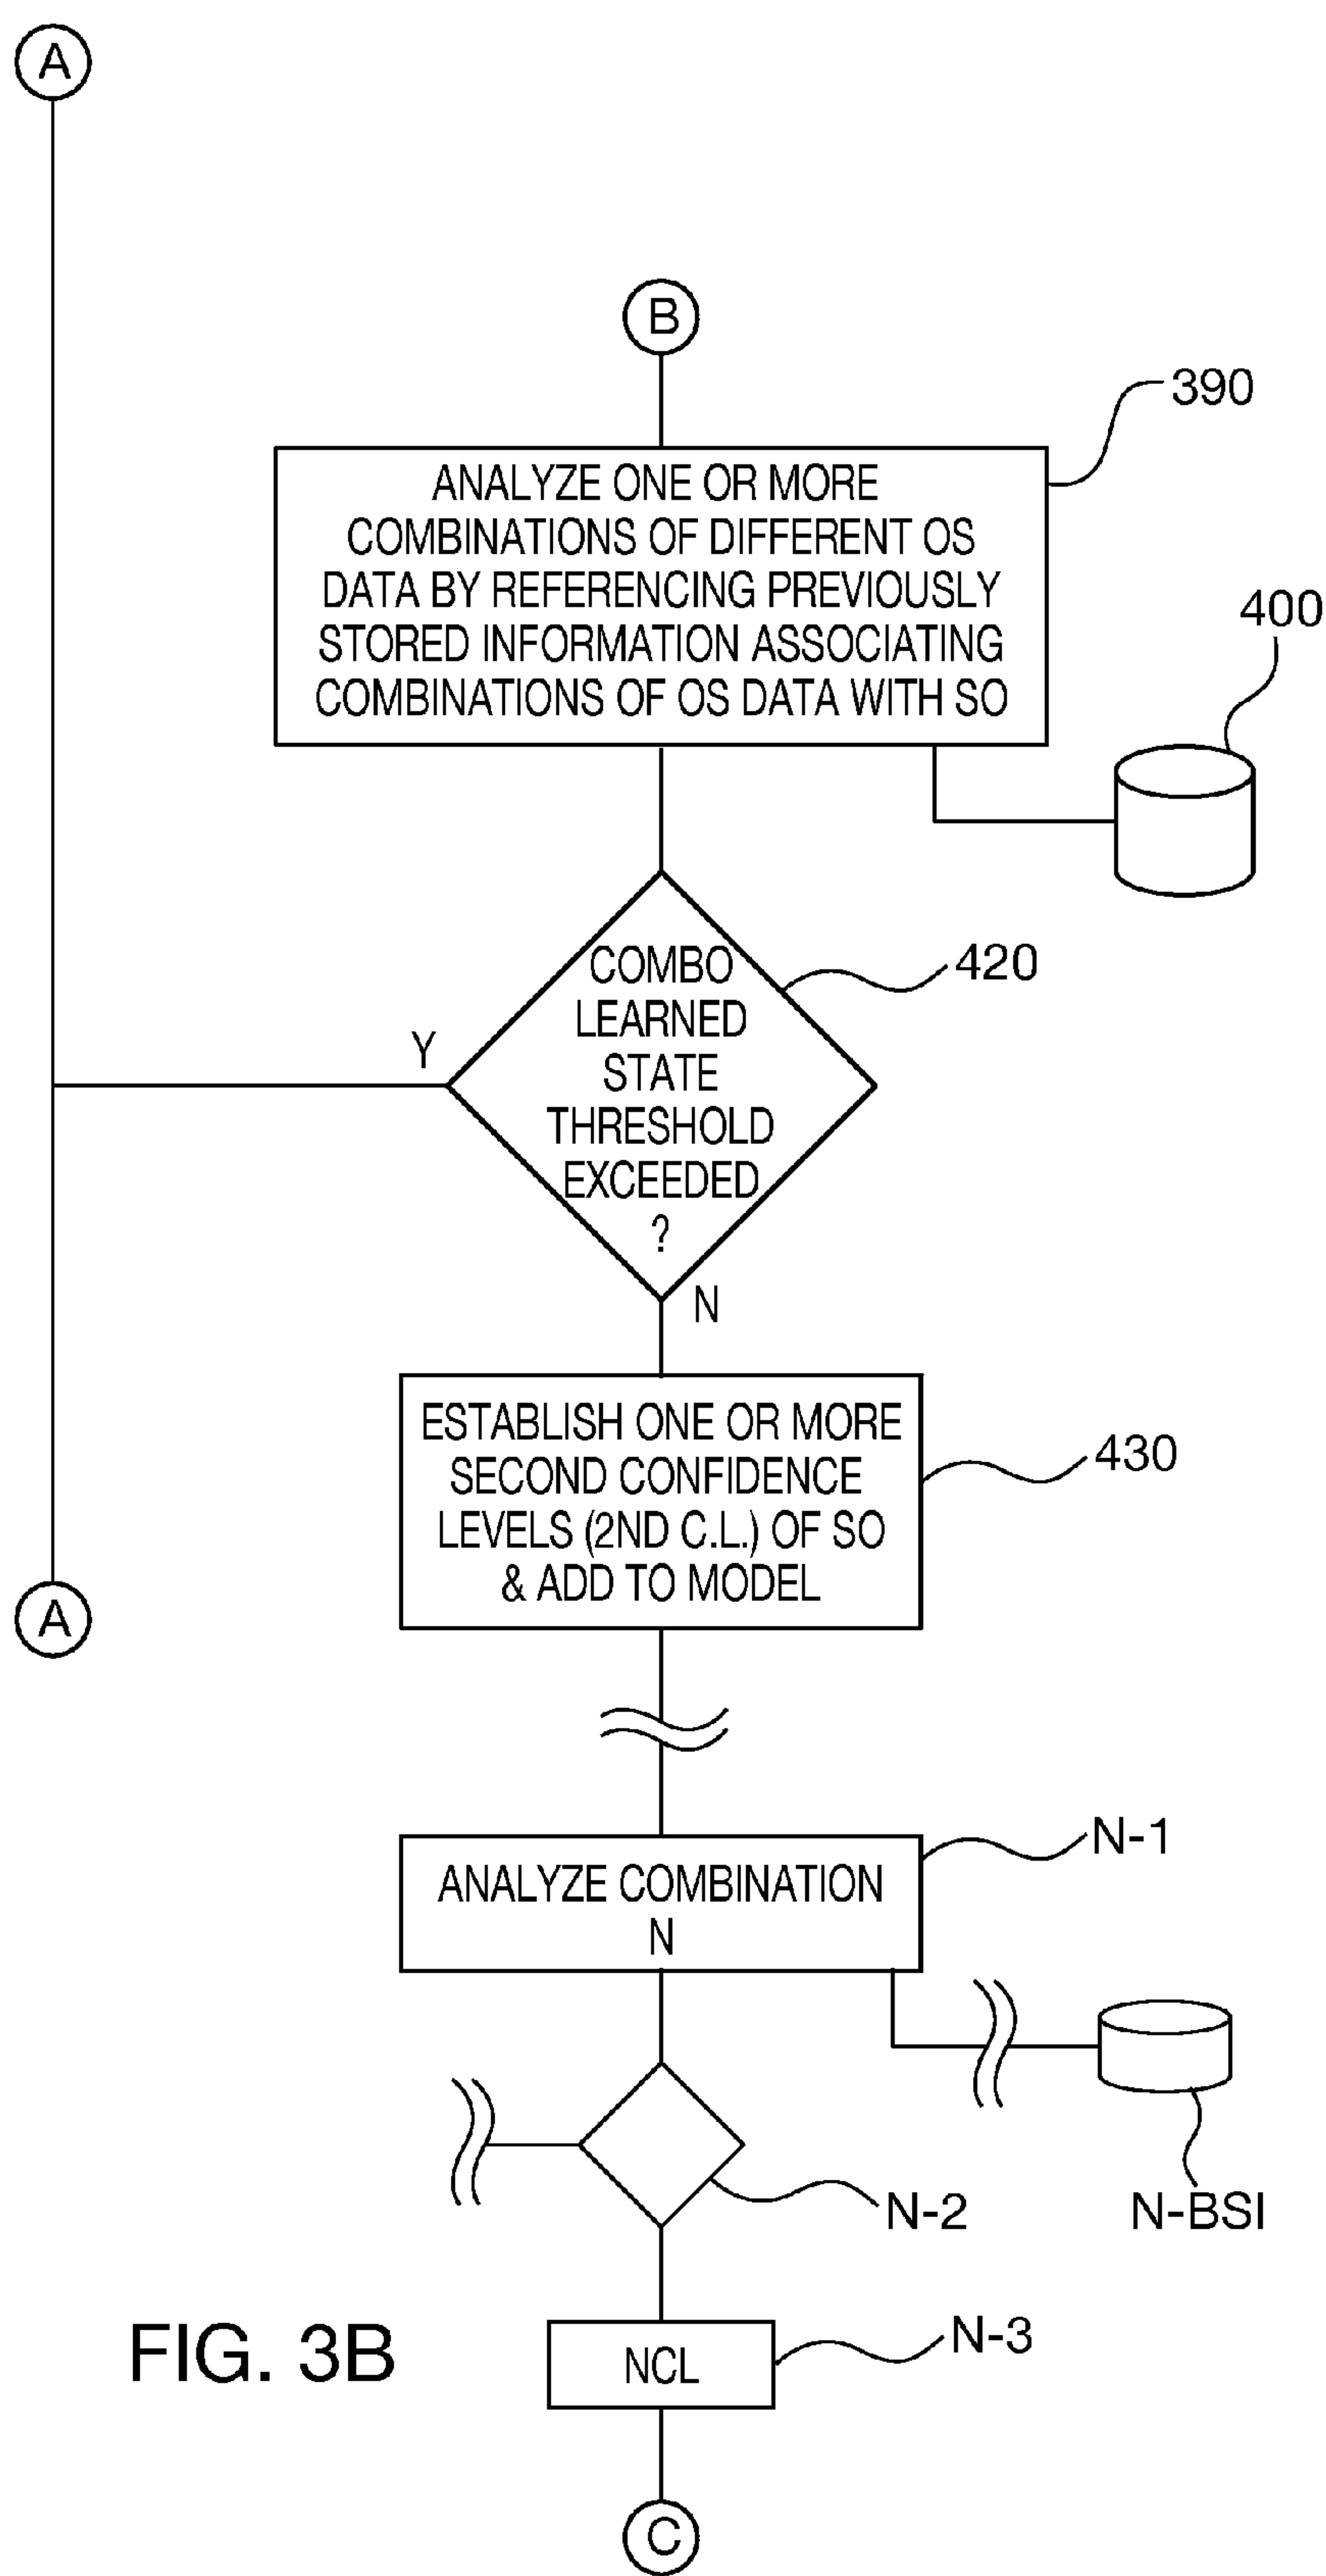 A
B
390
ANALYZE ONE OR MORE
COMBINATIONS OF DIFFERENT OS
DATA BY REFERENCING PREVIOUSLY
STORED INFORMATION ASSOCIATING
COMBINATIONS OF OS DATA WITH SO
400
COMBO
LEARNED
STATE
THRESHOLD
EXCEEDED
?
420
Y
N
ESTABLISH ONE OR MORE
SECOND CONFIDENCE
LEVELS (2ND C.L.) OF SO
& ADD TO MODEL
430
A
N-1
ANALYZE COMBINATION
N
N-2
N-BSI
FIG. 3B
NCL
N-3
C